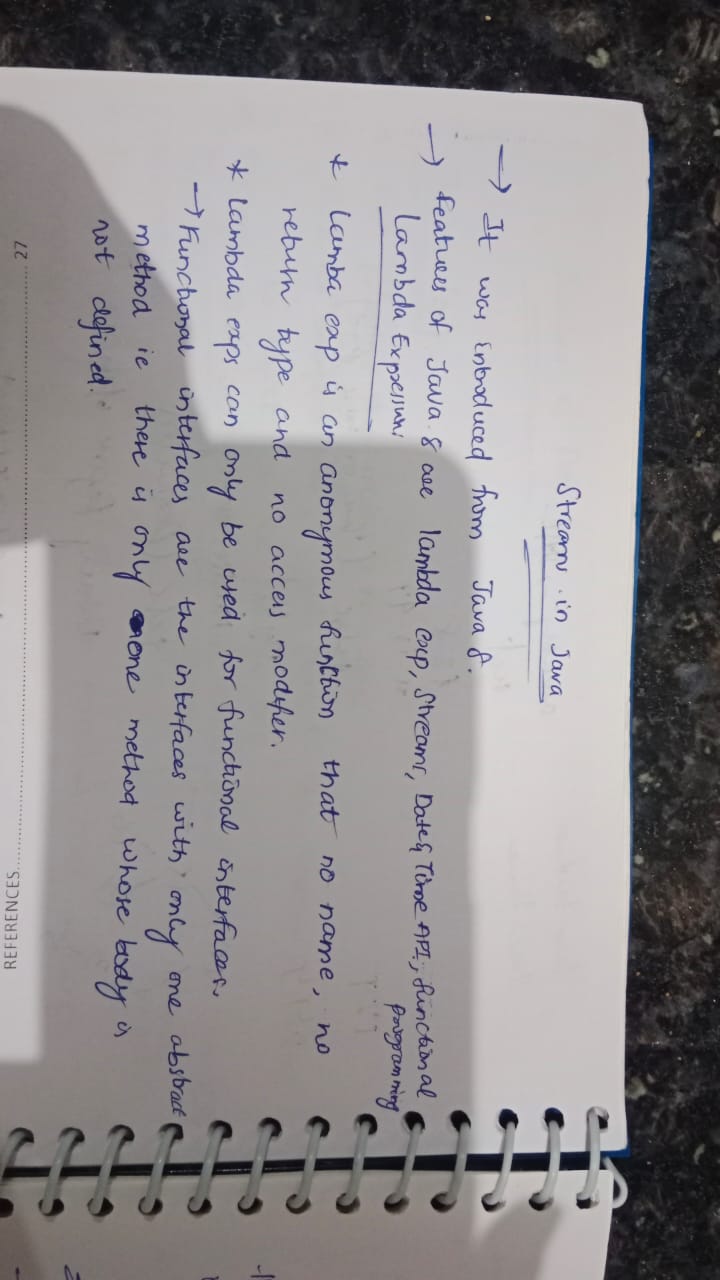 Streams in Java
→ It was introduced from Java 8.
→ features of Java 8 are lambda exp, Streams, Date & Time API, functional programming
Lambda Expression:
* Lamba exp is an anonymous function that no name, no
return type and no access modifier.
* Lambda exps can only be used for functional interfaces.
→ Functional interfaces are the interfaces with only one abstract
method ie there is only one method whose body is
not defined.
27 REFERENCES